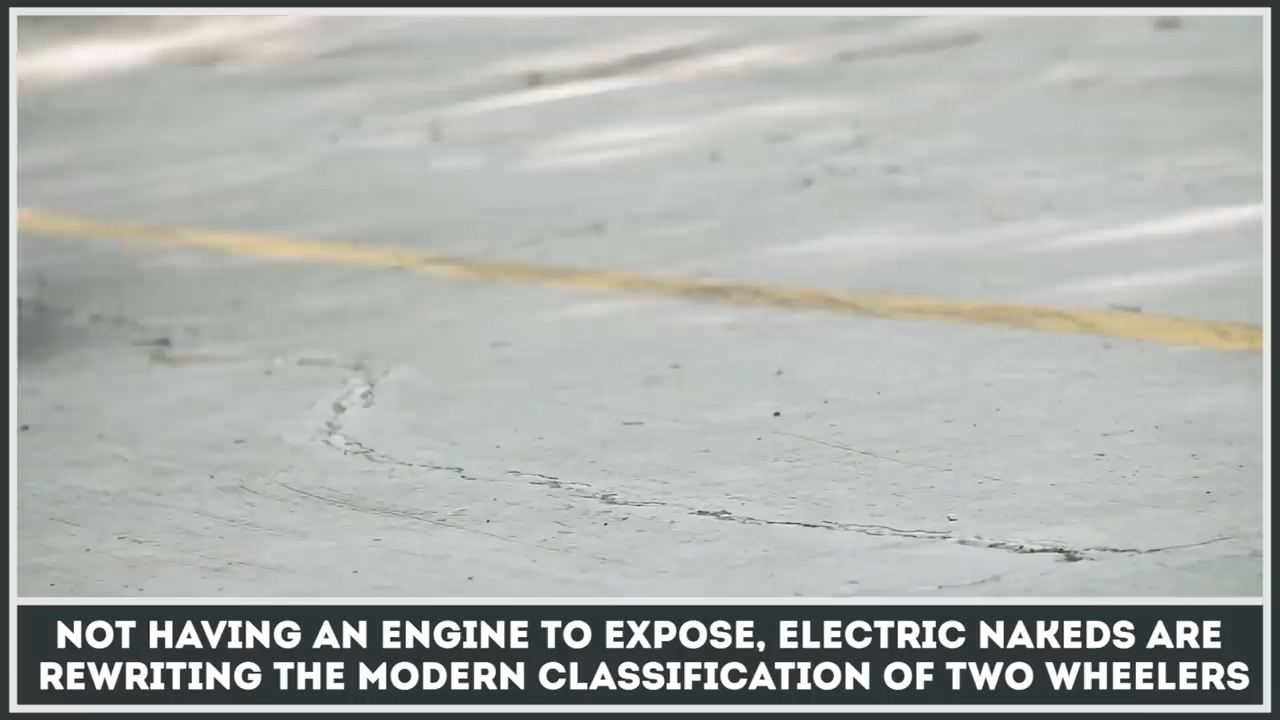 NOT HAVING AN ENGINE TO EXPOSE, ELECTRIC NAKEDS ARE
REWRITING THE MODERN CLASSIFICATION OF TWO WHEELERS